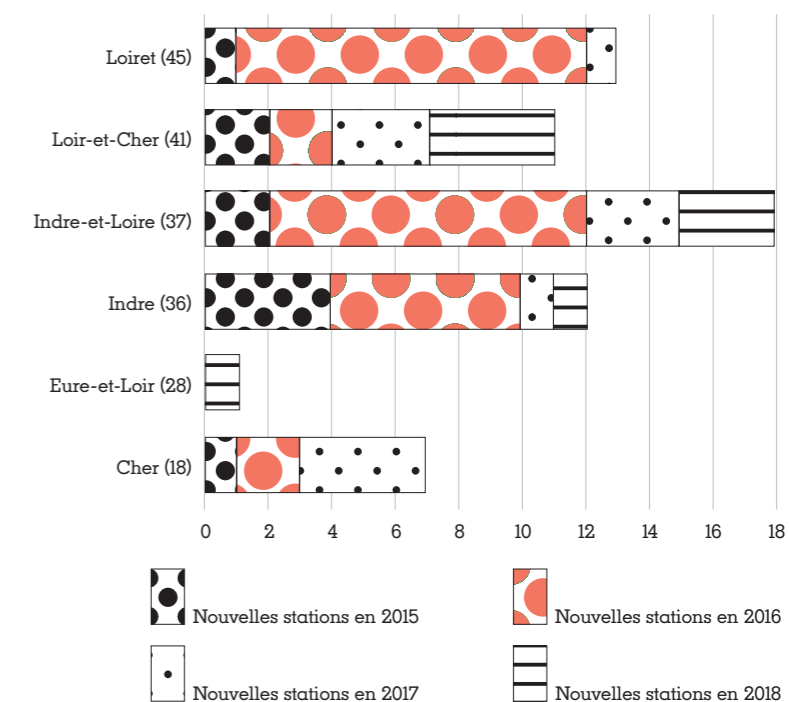 Loiret (45)
Loir-et-Cher (41)
Indre-et-Loire (37)
Indre (36)
Eure-et-Loir (28)
Cher (18)
0 2 4 6 8 10 12 14 16 18
Nouvelles stations en 2015
Nouvelles stations en 2016
Nouvelles stations en 2017
Nouvelles stations en 2018